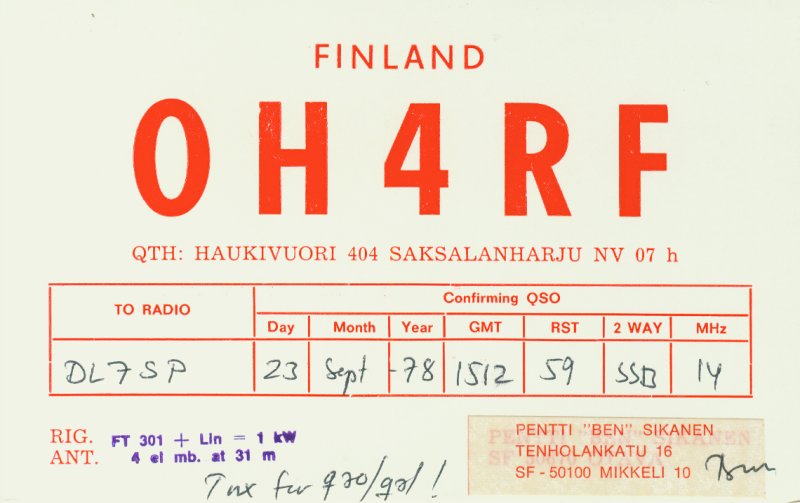 FINLAND
OH4RF
QTH: HAUKIVUORI 404 SAKSALANHARJU NV 07 h
TO RADIO
Confirming QSO
Day Month Year GMT RST 2 WAY MHz
DL7SP 23 Sept -78 1512 59 SSB 14
RIG. FT 301 + Lin = 1 kW
ANT. 4 el mb. at 31 m
PENTTI "BEN" SIKANEN
TENHOLANKATU 16
SF - 50100 MIKKELI 10
Tnx for qso/qsl!
Ben